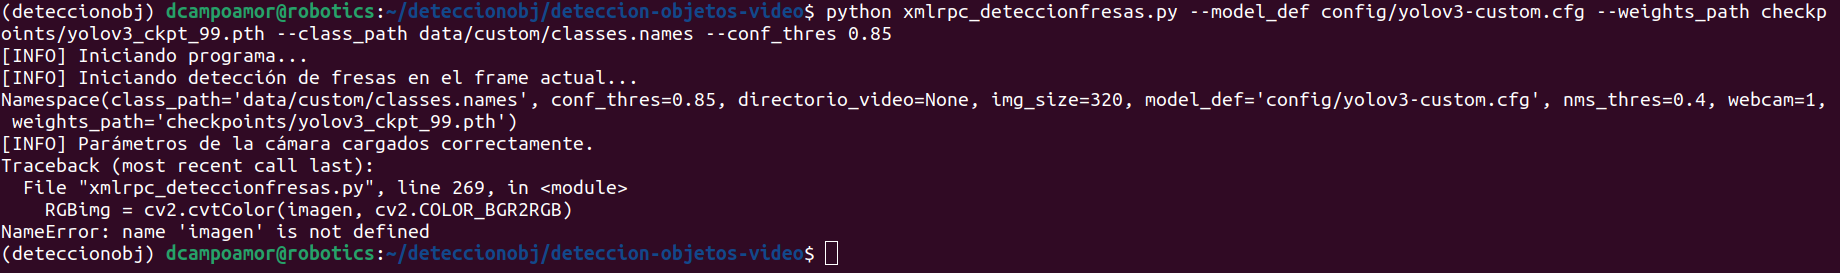 (deteccionobj) dcampoamor@robotics:~/deteccionobj/deteccion-objetos-video$ python xmlrpc_deteccionfresas.py --model_def config/yolov3-custom.cfg --weights_path checkp
oints/yolov3_ckpt_99.pth --class_path data/custom/classes.names --conf_thres 0.85
[INFO] Iniciando programa...
[INFO] Iniciando detección de fresas en el frame actual...
Namespace(class_path='data/custom/classes.names', conf_thres=0.85, directorio_video=None, img_size=320, model_def='config/yolov3-custom.cfg', nms_thres=0.4, webcam=1,
 weights_path='checkpoints/yolov3_ckpt_99.pth')
[INFO] Parámetros de la cámara cargados correctamente.
Traceback (most recent call last):
  File "xmlrpc_deteccionfresas.py", line 269, in <module>
    RGBimg = cv2.cvtColor(imagen, cv2.COLOR_BGR2RGB)
NameError: name 'imagen' is not defined
(deteccionobj) dcampoamor@robotics:~/deteccionobj/deteccion-objetos-video$